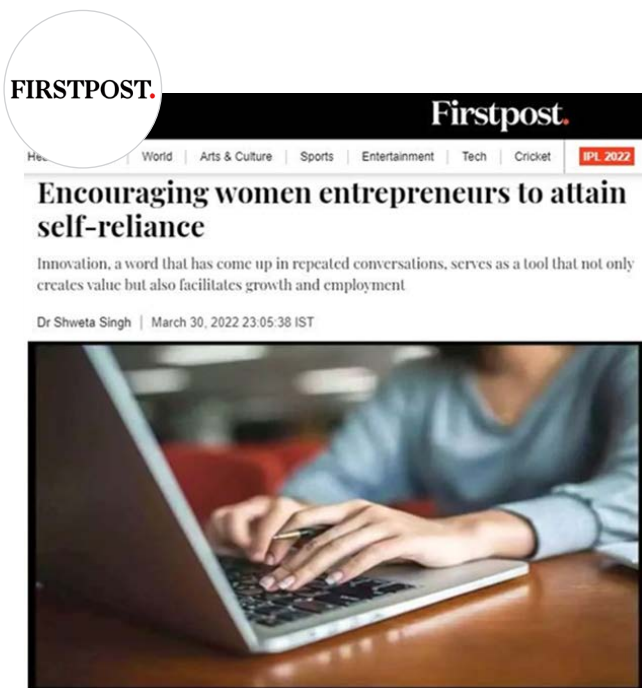 FIRSTPOST.
Firstpost.
World | Arts & Culture | Sports | Entertainment | Tech | Cricket | IPL 2022
Encouraging women entrepreneurs to attain
self-reliance
Innovation, a word that has come up in repeated conversations, serves as a tool that not only
creates value but also facilitates growth and employment
Dr Shweta Singh | March 30, 2022 23:05:38 IST